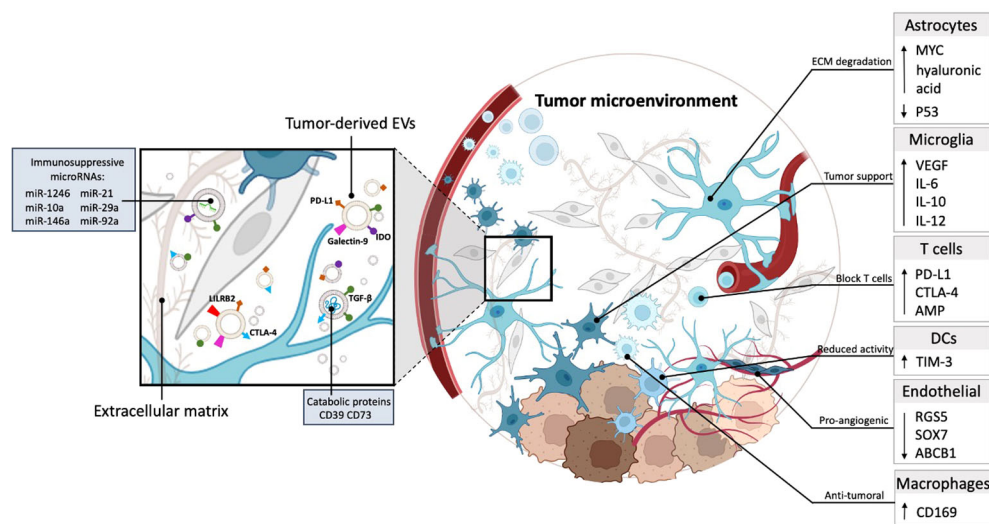 Tumor microenvironment
Tumor-derived EVs
Immunosuppressive
microRNAs:
miR-1246 miR-21
miR-10a miR-29a
miR-146a miR-92a
PD-L1
IDO
Galectin-9
LILRB2
TGF-β
CTLA-4
Extracellular matrix
Catabolic proteins
CD39 CD73
ECM degradation
Tumor support
Block T cells
Reduced activity
Pro-angiogenic
Anti-tumoral
Astrocytes
↑ MYC
hyaluronic
acid
↓ P53
Microglia
↑ VEGF
IL-6
IL-10
IL-12
T cells
↑ PD-L1
CTLA-4
AMP
DCs
↑ TIM-3
Endothelial
RGS5
SOX7
↓ ABCB1
Macrophages
↑ CD169